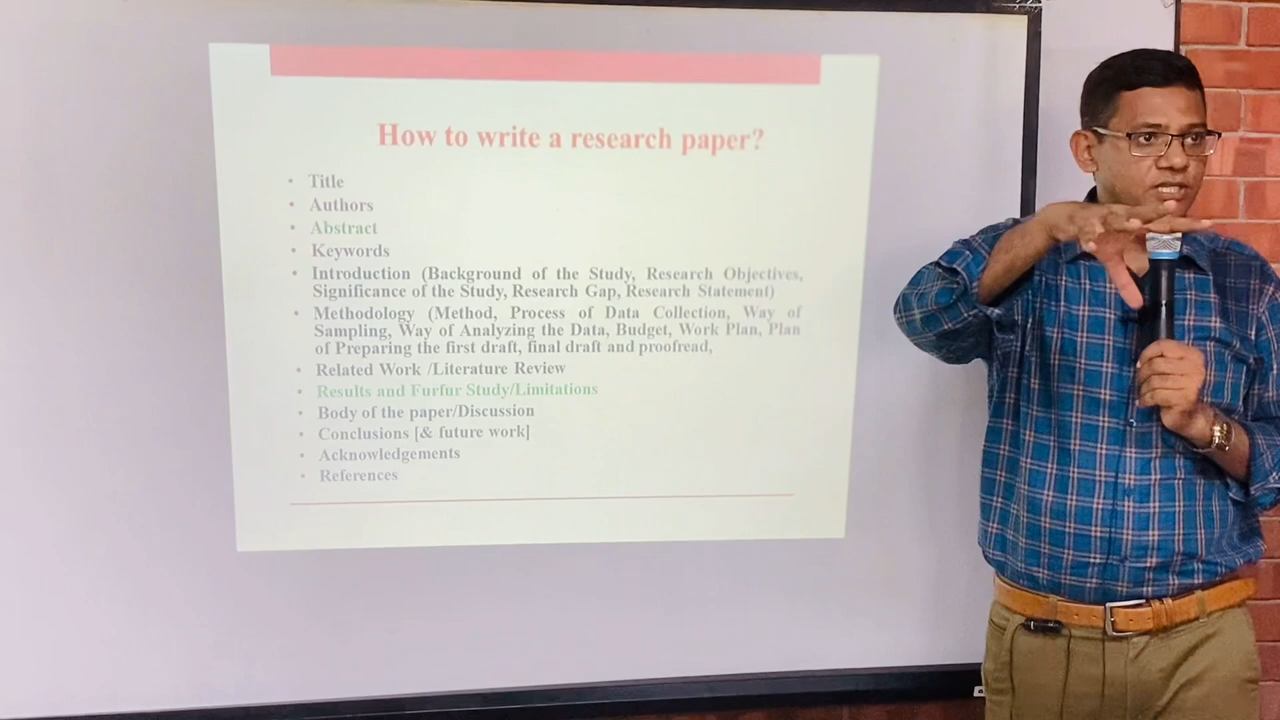 How to write a research paper?
• Title
• Authors
• Abstract
• Keywords
• Introduction (Background of the Study, Research Objectives,
Significance of the Study, Research Gap, Research Statement)
• Methodology (Method, Process of Data Collection, Way of
Sampling, Way of Analyzing the Data, Budget, Work Plan, Plan
of Preparing the first draft, final draft and proofread,
• Related Work /Literature Review
• Results and Furfur Study/Limitations
• Body of the paper/Discussion
• Conclusions [& future work]
• Acknowledgements
• References